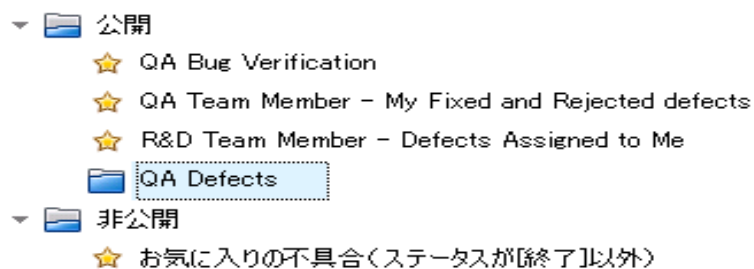 公開
QA Bug Verification
QA Team Member - My Fixed and Rejected defects
R&D Team Member - Defects Assigned to Me
QA Defects
非公開
お気に入りの不具合(ステータスが[終了]以外)